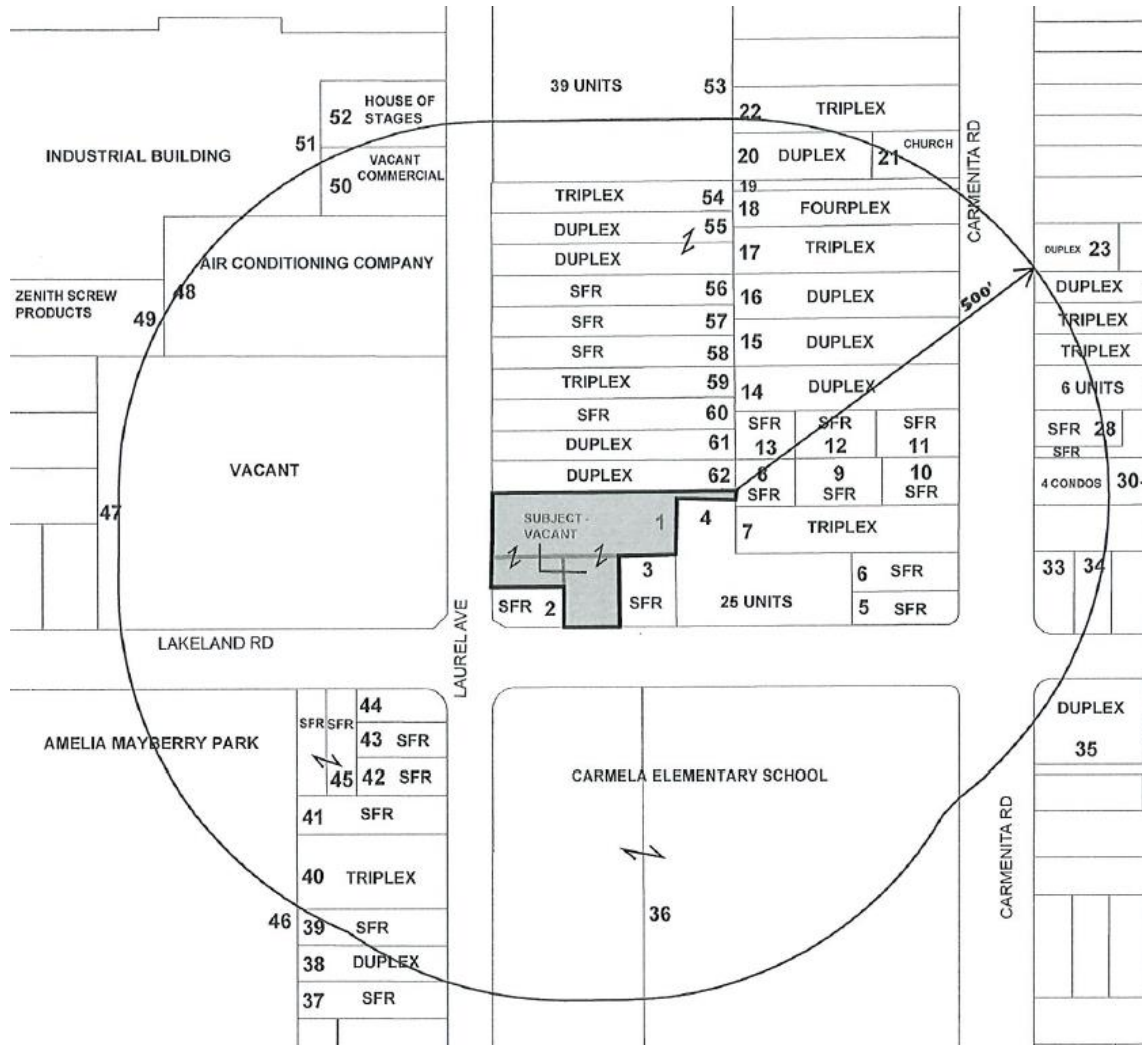 39 UNITS
53
52
HOUSE OF
STAGES
51
INDUSTRIAL BUILDING
50
VACANT
COMMERCIAL
22
TRIPLEX
20
DUPLEX
21
CHURCH
19
18
FOURPLEX
17
TRIPLEX
16
DUPLEX
15
DUPLEX
14
DUPLEX
SFR
13
SFR
12
SFR
11
8
SFR
9
SFR
10
SFR
7
TRIPLEX
CARMENITA RD
TRIPLEX
54
DUPLEX
55
DUPLEX
SFR
56
SFR
57
SFR
58
TRIPLEX
59
SFR
60
DUPLEX
61
DUPLEX
62
500'
DUPLEX 23
DUPLEX
TRIPLEX
TRIPLEX
6 UNITS
SFR 28
SFR
4 CONDOS
30-
33
34
AIR CONDITIONING COMPANY
48
ZENITH SCREW
PRODUCTS
49
VACANT
47
SUBJECT -
VACANT
1
4
3
SFR
SFR 2
25 UNITS
6 SFR
5 SFR
LAKELAND RD
LAUREL AVE
AMELIA MAYBERRY PARK
SFR
SFR
45
44
43 SFR
42 SFR
41 SFR
40 TRIPLEX
46
39 SFR
38 DUPLEX
37 SFR
CARMELA ELEMENTARY SCHOOL
36
DUPLEX
35
CARMENITA RD